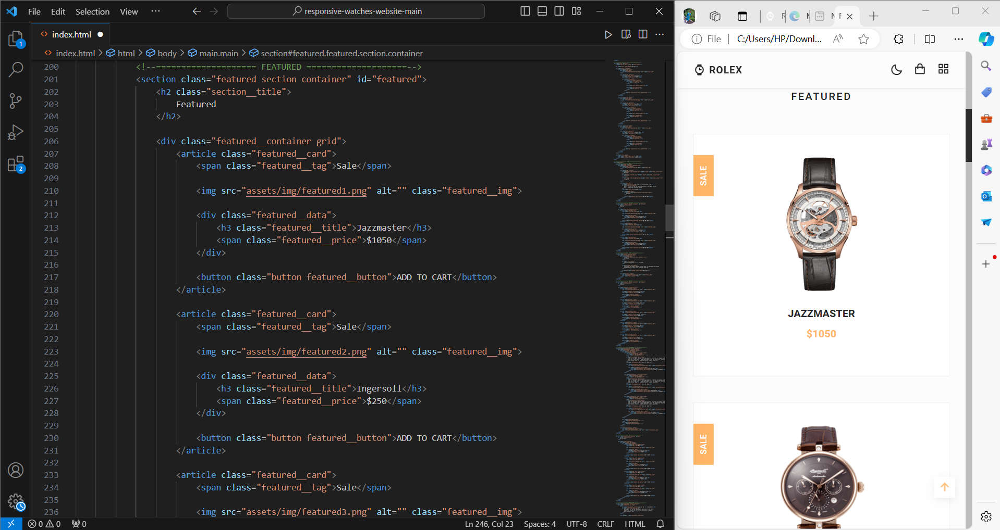 File Edit Selection View ··· responsive-watches-website-main
index.html
index.html > html > body > main.main > section#featured.featured.section.container
200 <!--==================== FEATURED ====================-->
201 <section class="featured section container" id="featured">
202 <h2 class="section__title">
203 Featured
204 </h2>
205
206 <div class="featured__container grid">
207 <article class="featured__card">
208 <span class="featured__tag">Sale</span>
209
210 <img src="assets/img/featured1.png" alt="" class="featured__img">
211
212 <div class="featured__data">
213 <h3 class="featured__title">Jazzmaster</h3>
214 <span class="featured__price">$1050</span>
215 </div>
216
217 <button class="button featured__button">ADD TO CART</button>
218 </article>
219
220 <article class="featured__card">
221 <span class="featured__tag">Sale</span>
222
223 <img src="assets/img/featured2.png" alt="" class="featured__img">
224
225 <div class="featured__data">
226 <h3 class="featured__title">Ingersoll</h3>
227 <span class="featured__price">$250</span>
228 </div>
229
230 <button class="button featured__button">ADD TO CART</button>
231 </article>
232
233 <article class="featured__card">
234 <span class="featured__tag">Sale</span>
235
236 <img src="assets/img/featured3.png" alt="" class="featured__img">
1
2
0 0 0 Ln 246, Col 23 Spaces: 4 UTF-8 CRLF HTML
File C:/Users/HP/Downl...
ROLEX
FEATURED
SALE
JAZZMASTER
$1050
SALE
Ingersoll